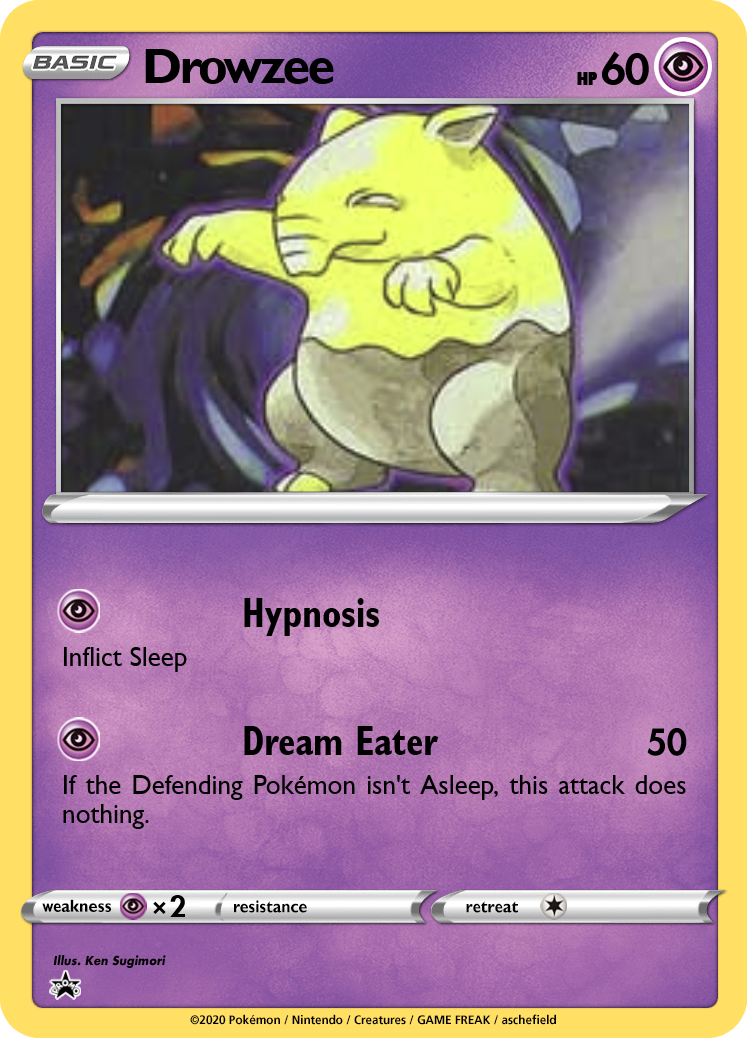 BASIC Drowzee HP 60
Hypnosis
Inflict Sleep
Dream Eater 50
If the Defending Pokémon isn't Asleep, this attack does
nothing.
weakness ×2 resistance retreat
Illus. Ken Sugimori
PROMO
©2020 Pokémon / Nintendo / Creatures / GAME FREAK / aschefield